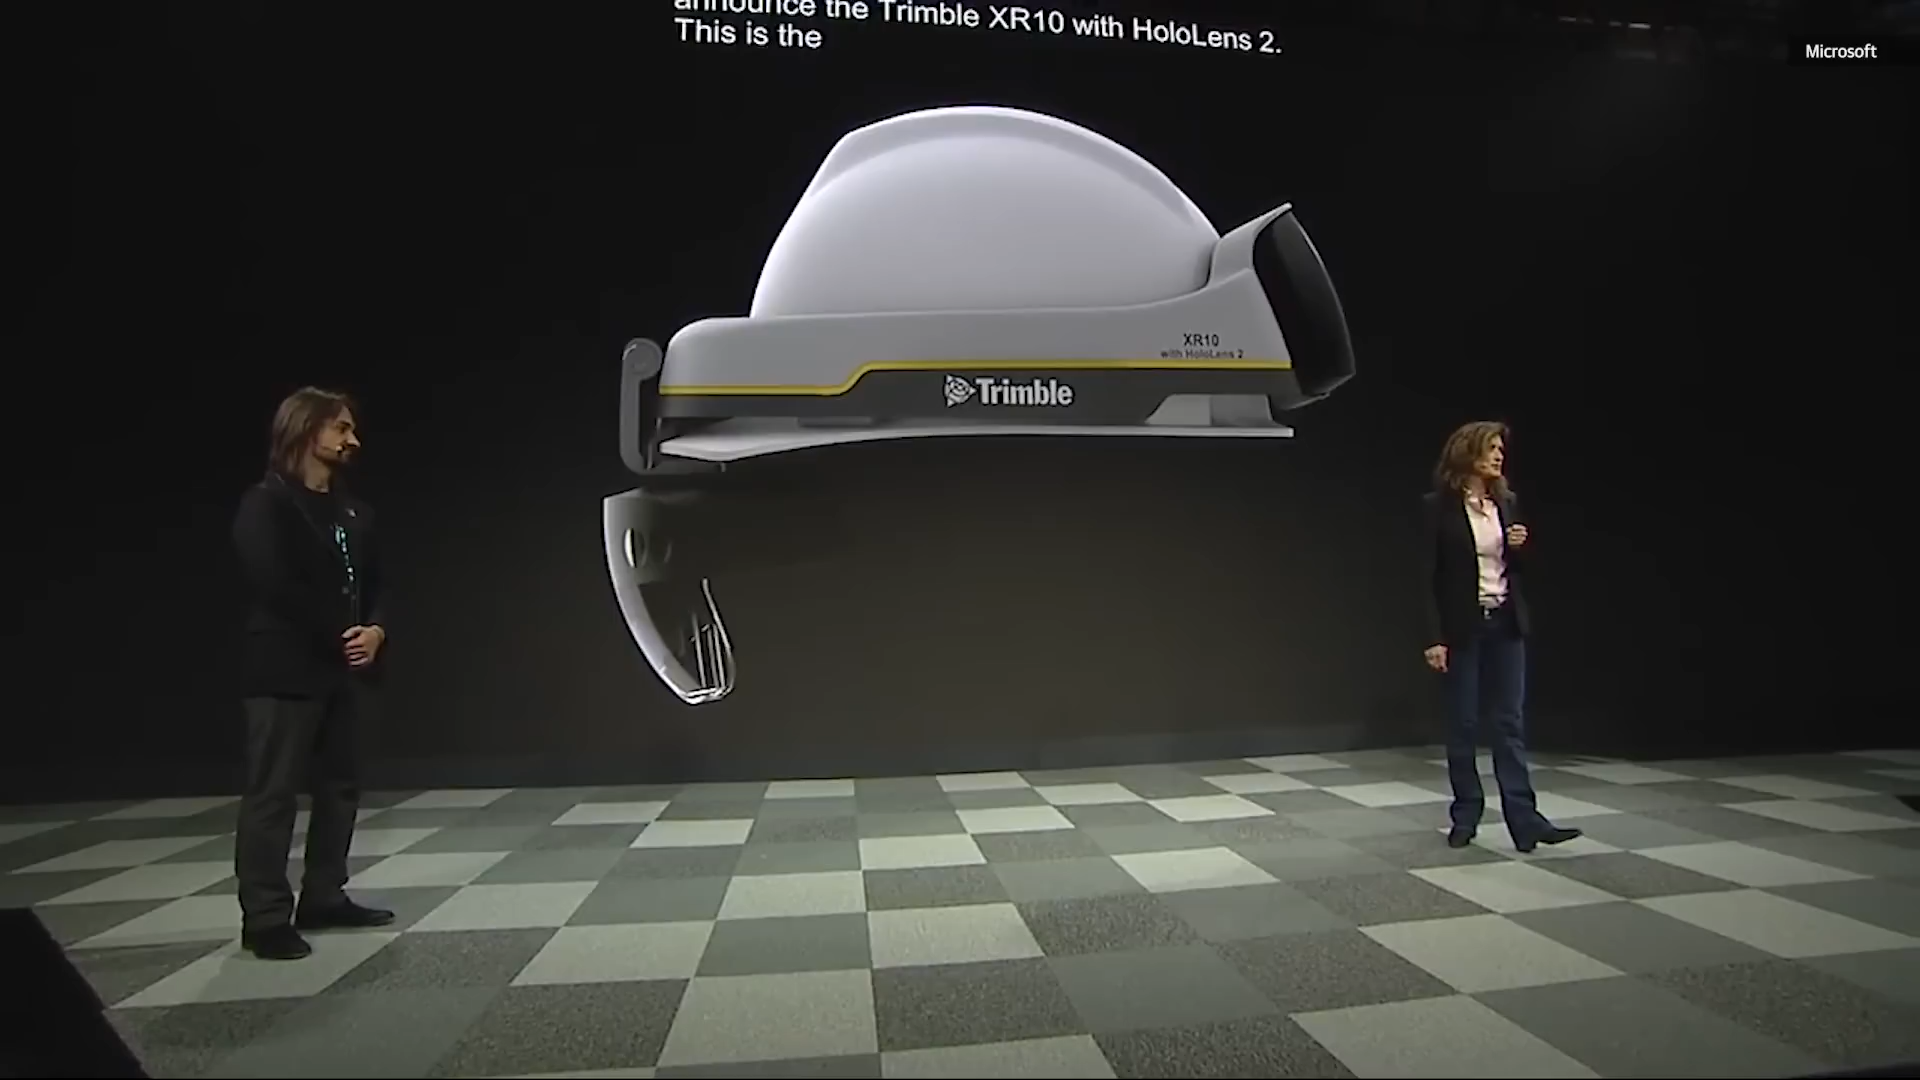 announce the Trimble XR10 with HoloLens 2.
This is the
Microsoft
XR10
with HoloLens 2
Trimble